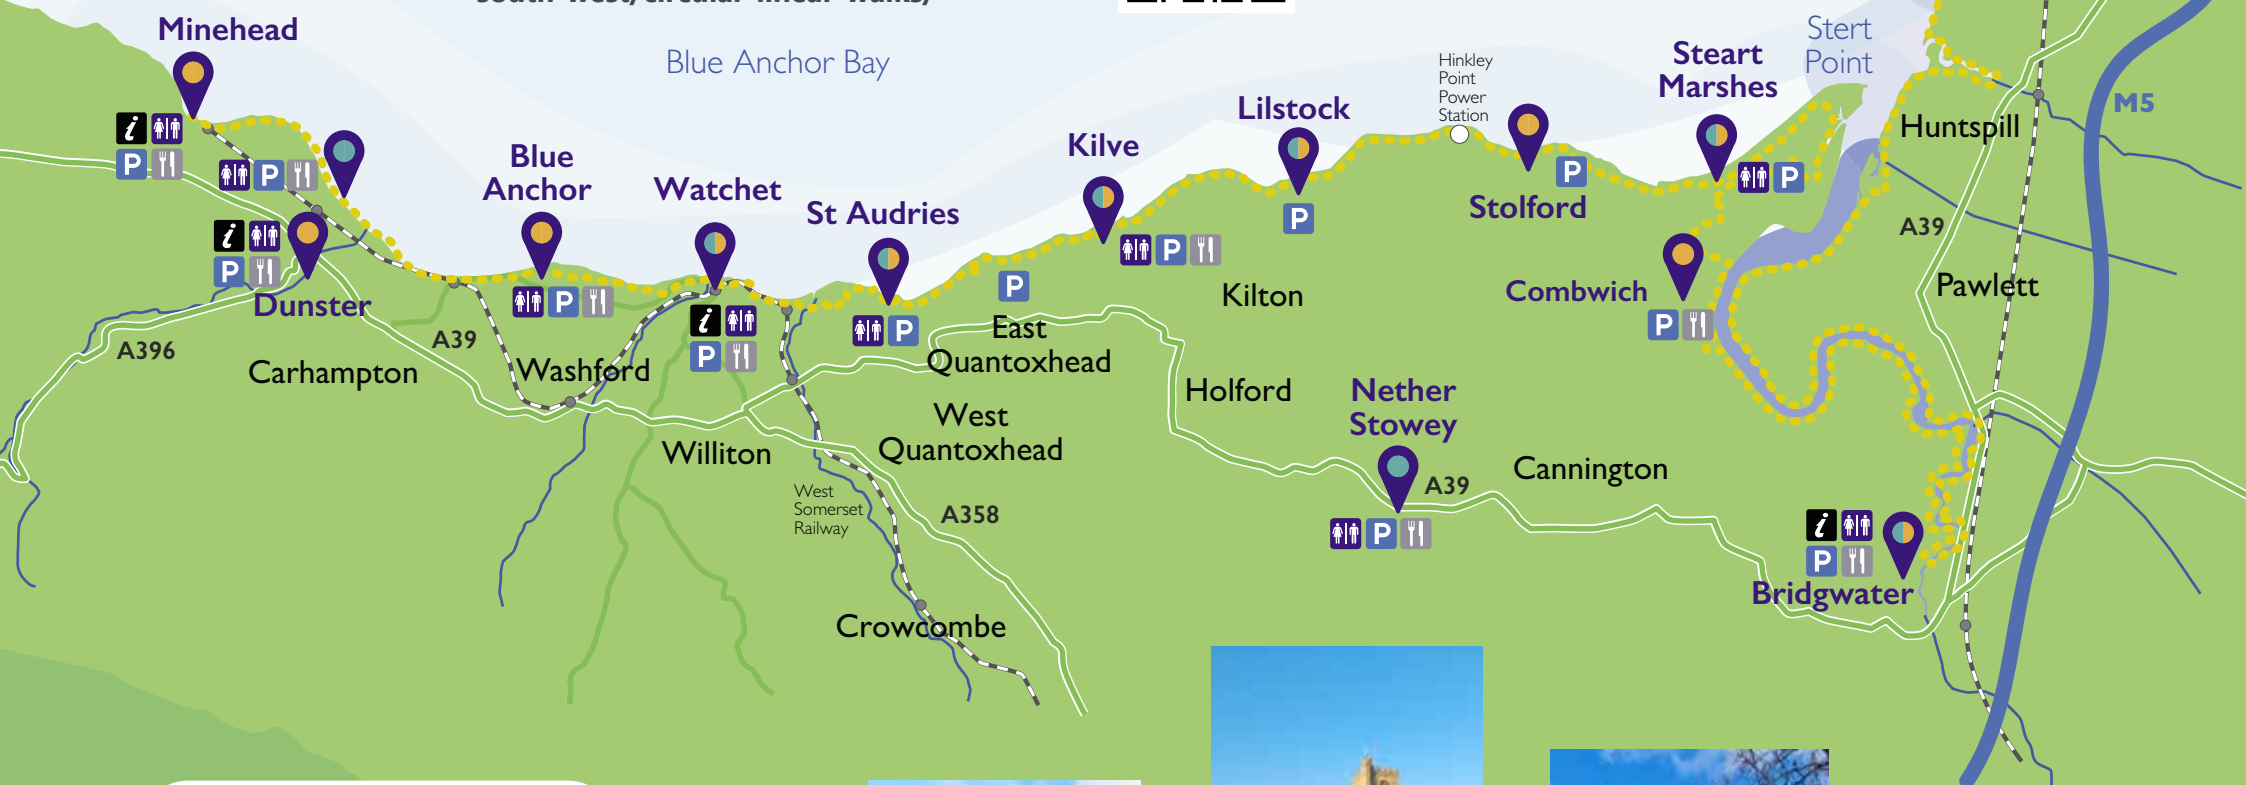 Minehead
Blue Anchor Bay
Hinkley
Point
Power
Station
Steart
Marshes
Stert
Point
M5
Huntspill
Lilstock
Kilve
Blue
Anchor
Watchet
St Audries
Stolford
A39
Dunster
Combwich
Pawlett
Kilton
A396
A39
Carhampton
Washford
East
Quantoxhead
Holford
Nether
Stowey
West
Quantoxhead
Williton
A39
Cannington
West
Somerset
Railway
A358
Bridgwater
Crowcombe
i
P
P
i
P
P
i
P
P
P
P
P
P
P
P
P
i
P